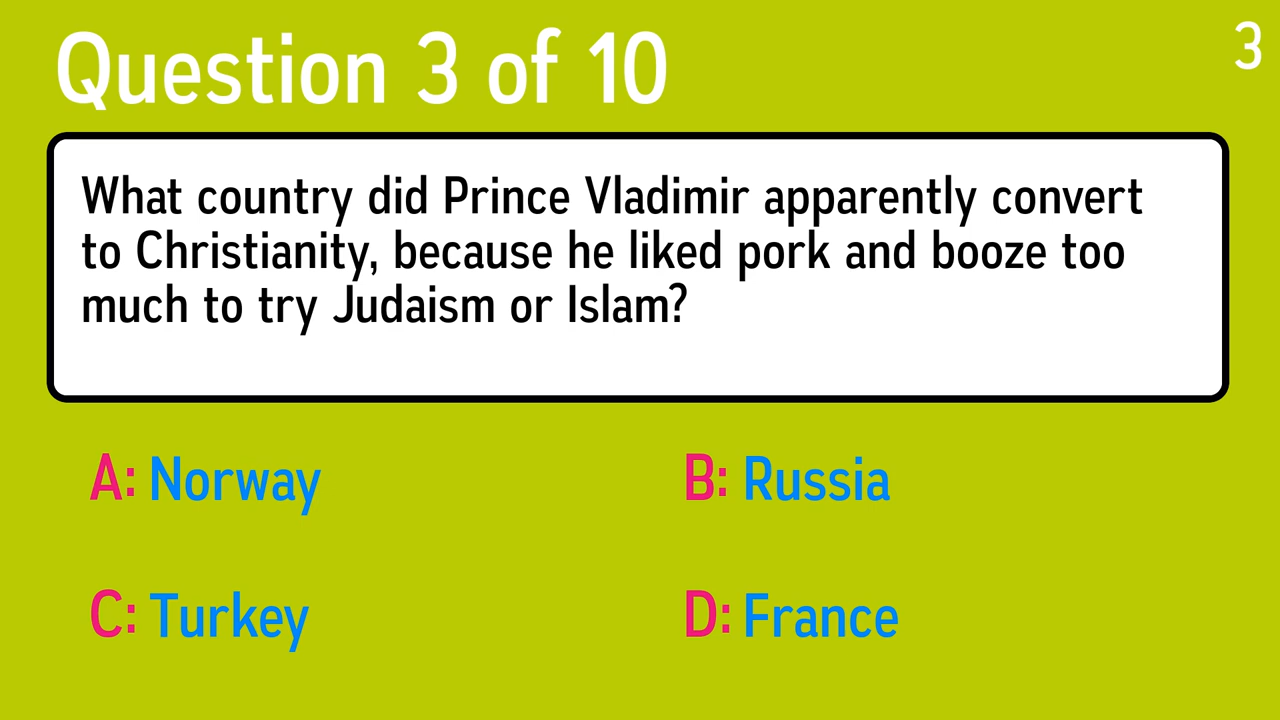 Question 3 of 10
3
What country did Prince Vladimir apparently convert
to Christianity, because he liked pork and booze too
much to try Judaism or Islam?
A: Norway
B: Russia
C: Turkey
D: France